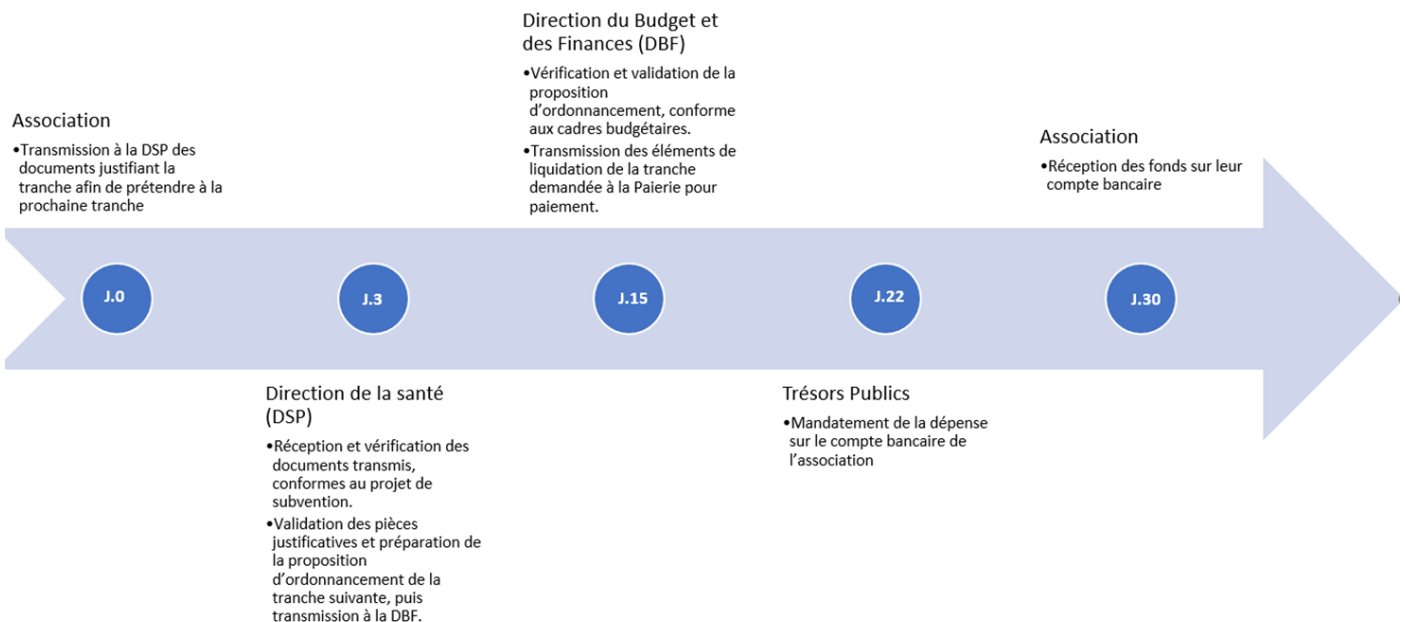 Association
•Transmission à la DSP des
documents justifiant la
tranche afin de prétendre à la
prochaine tranche
J.0
Direction de la santé
(DSP)
•Réception et vérification des
documents transmis,
conformes au projet de
subvention.
•Validation des pièces
justificatives et préparation de
la proposition
d’ordonnancement de la
tranche suivante, puis
transmission à la DBF.
J.3
Direction du Budget et
des Finances (DBF)
•Vérification et validation de la
proposition
d’ordonnancement, conforme
aux cadres budgétaires.
•Transmission des éléments de
liquidation de la tranche
demandée à la Paierie pour
paiement.
J.15
Trésors Publics
•Mandatement de la dépense
sur le compte bancaire de
l’association
J.22
Association
•Réception des fonds sur leur
compte bancaire
J.30